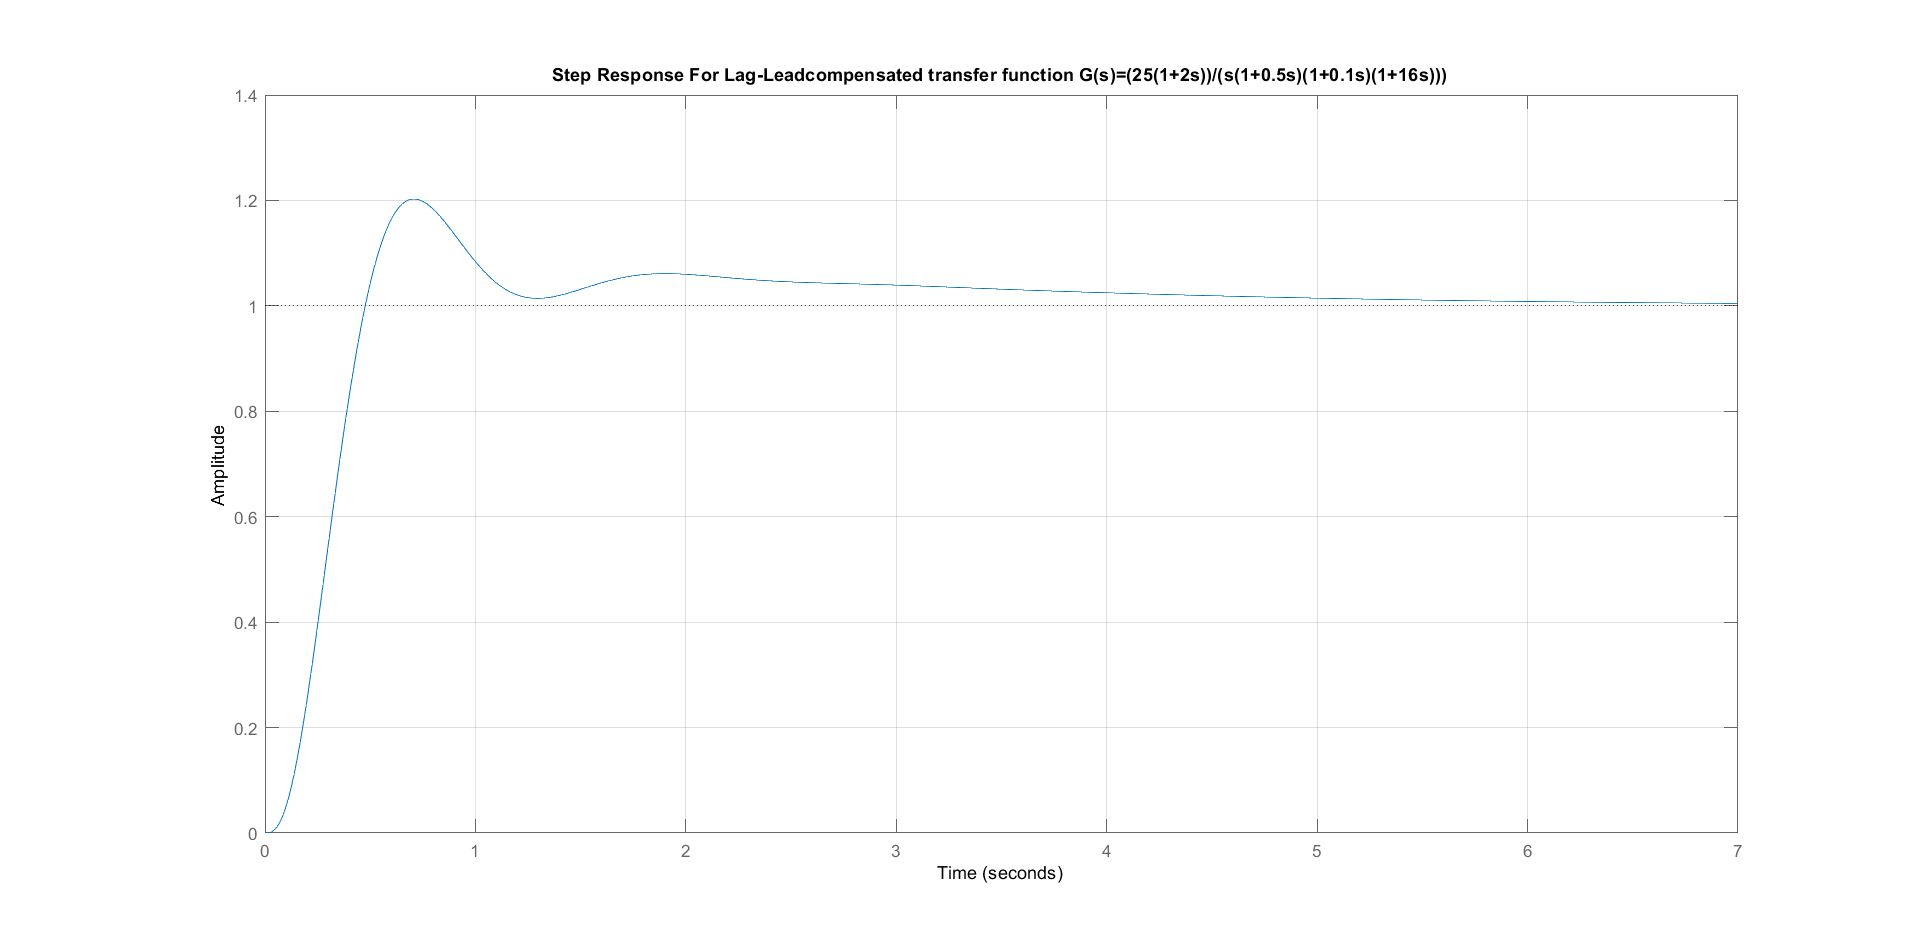 Step Response For Lag-Leadcompensated transfer function G(s)=(25(1+2s))/(s(1+0.5s)(1+0.1s)(1+16s)))
1.4
1.2
1
0.8
0.6
0.4
0.2
0
Amplitude
0 1 2 3 4 5 6 7
Time (seconds)